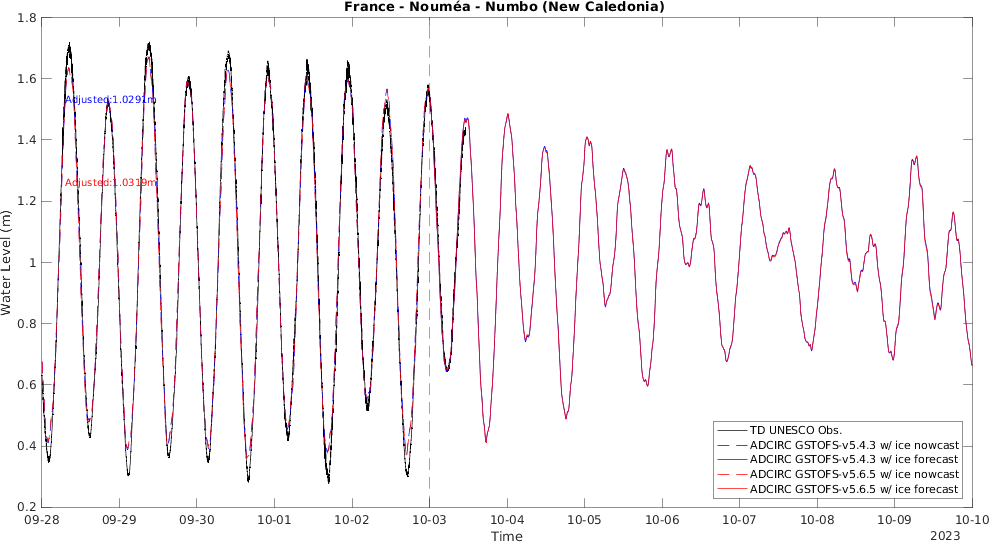 France - Nouméa - Numbo (New Caledonia)
1.8
1.6
1.4
1.2
1
0.8
0.6
0.4
0.2
Water Level (m)
Adjusted:1.0291m
Adjusted:1.0319m
TD UNESCO Obs.
ADCIRC GSTOFS-v5.4.3 w/ ice nowcast
ADCIRC GSTOFS-v5.4.3 w/ ice forecast
ADCIRC GSTOFS-v5.6.5 w/ ice nowcast
ADCIRC GSTOFS-v5.6.5 w/ ice forecast
09-28 09-29 09-30 10-01 10-02 10-03 10-04 10-05 10-06 10-07 10-08 10-09 10-10
Time
2023